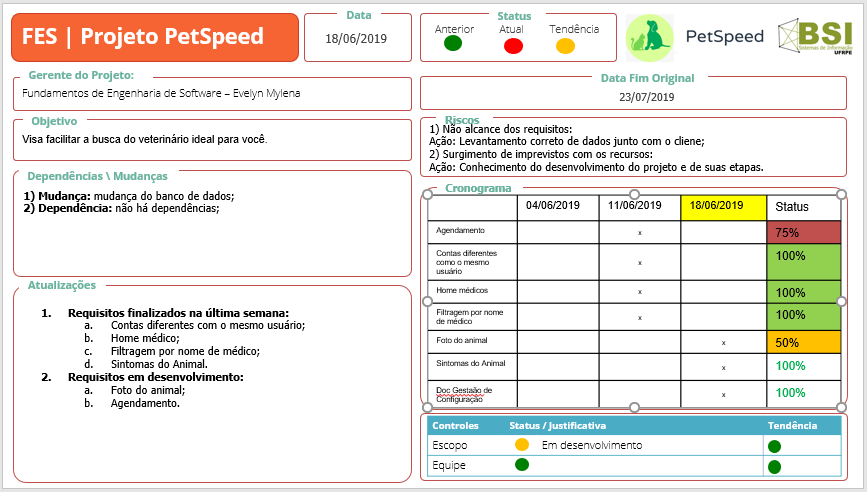 FES | Projeto PetSpeed
Data
18/06/2019
Status
Anterior Atual Tendência
PetSpeed
BSI
Sistemas de Informação
UFRPE
Gerente do Projeto:
Fundamentos de Engenharia de Software – Evelyn Mylena
Data Fim Original
23/07/2019
Objetivo
Visa facilitar a busca do veterinário ideal para você.
Riscos
1) Não alcance dos requisitos:
Ação: Levantamento correto de dados junto com o cliene;
2) Surgimento de imprevistos com os recursos:
Ação: Conhecimento do desenvolvimento do projeto e de suas etapas.
Dependências \ Mudanças
1) Mudança: mudança do banco de dados;
2) Dependência: não há dependências;
Cronograma
04/06/2019 11/06/2019 18/06/2019 Status
Agendamento x 75%
Contas diferentes
como o mesmo
usuário
x 100%
Home médicos x 100%
Filtragem por nome
de médico
x 100%
Foto do animal x 50%
Sintomas do Animal x 100%
Doc Gestaão de
Configuração
x 100%
Atualizações
1. Requisitos finalizados na última semana:
a. Contas diferentes com o mesmo usuário;
b. Home médico;
c. Filtragem por nome de médico;
d. Sintomas do Animal.
2. Requisitos em desenvolvimento:
a. Foto do animal;
b. Agendamento.
Controles Status / Justificativa Tendência
Escopo Em desenvolvimento
Equipe